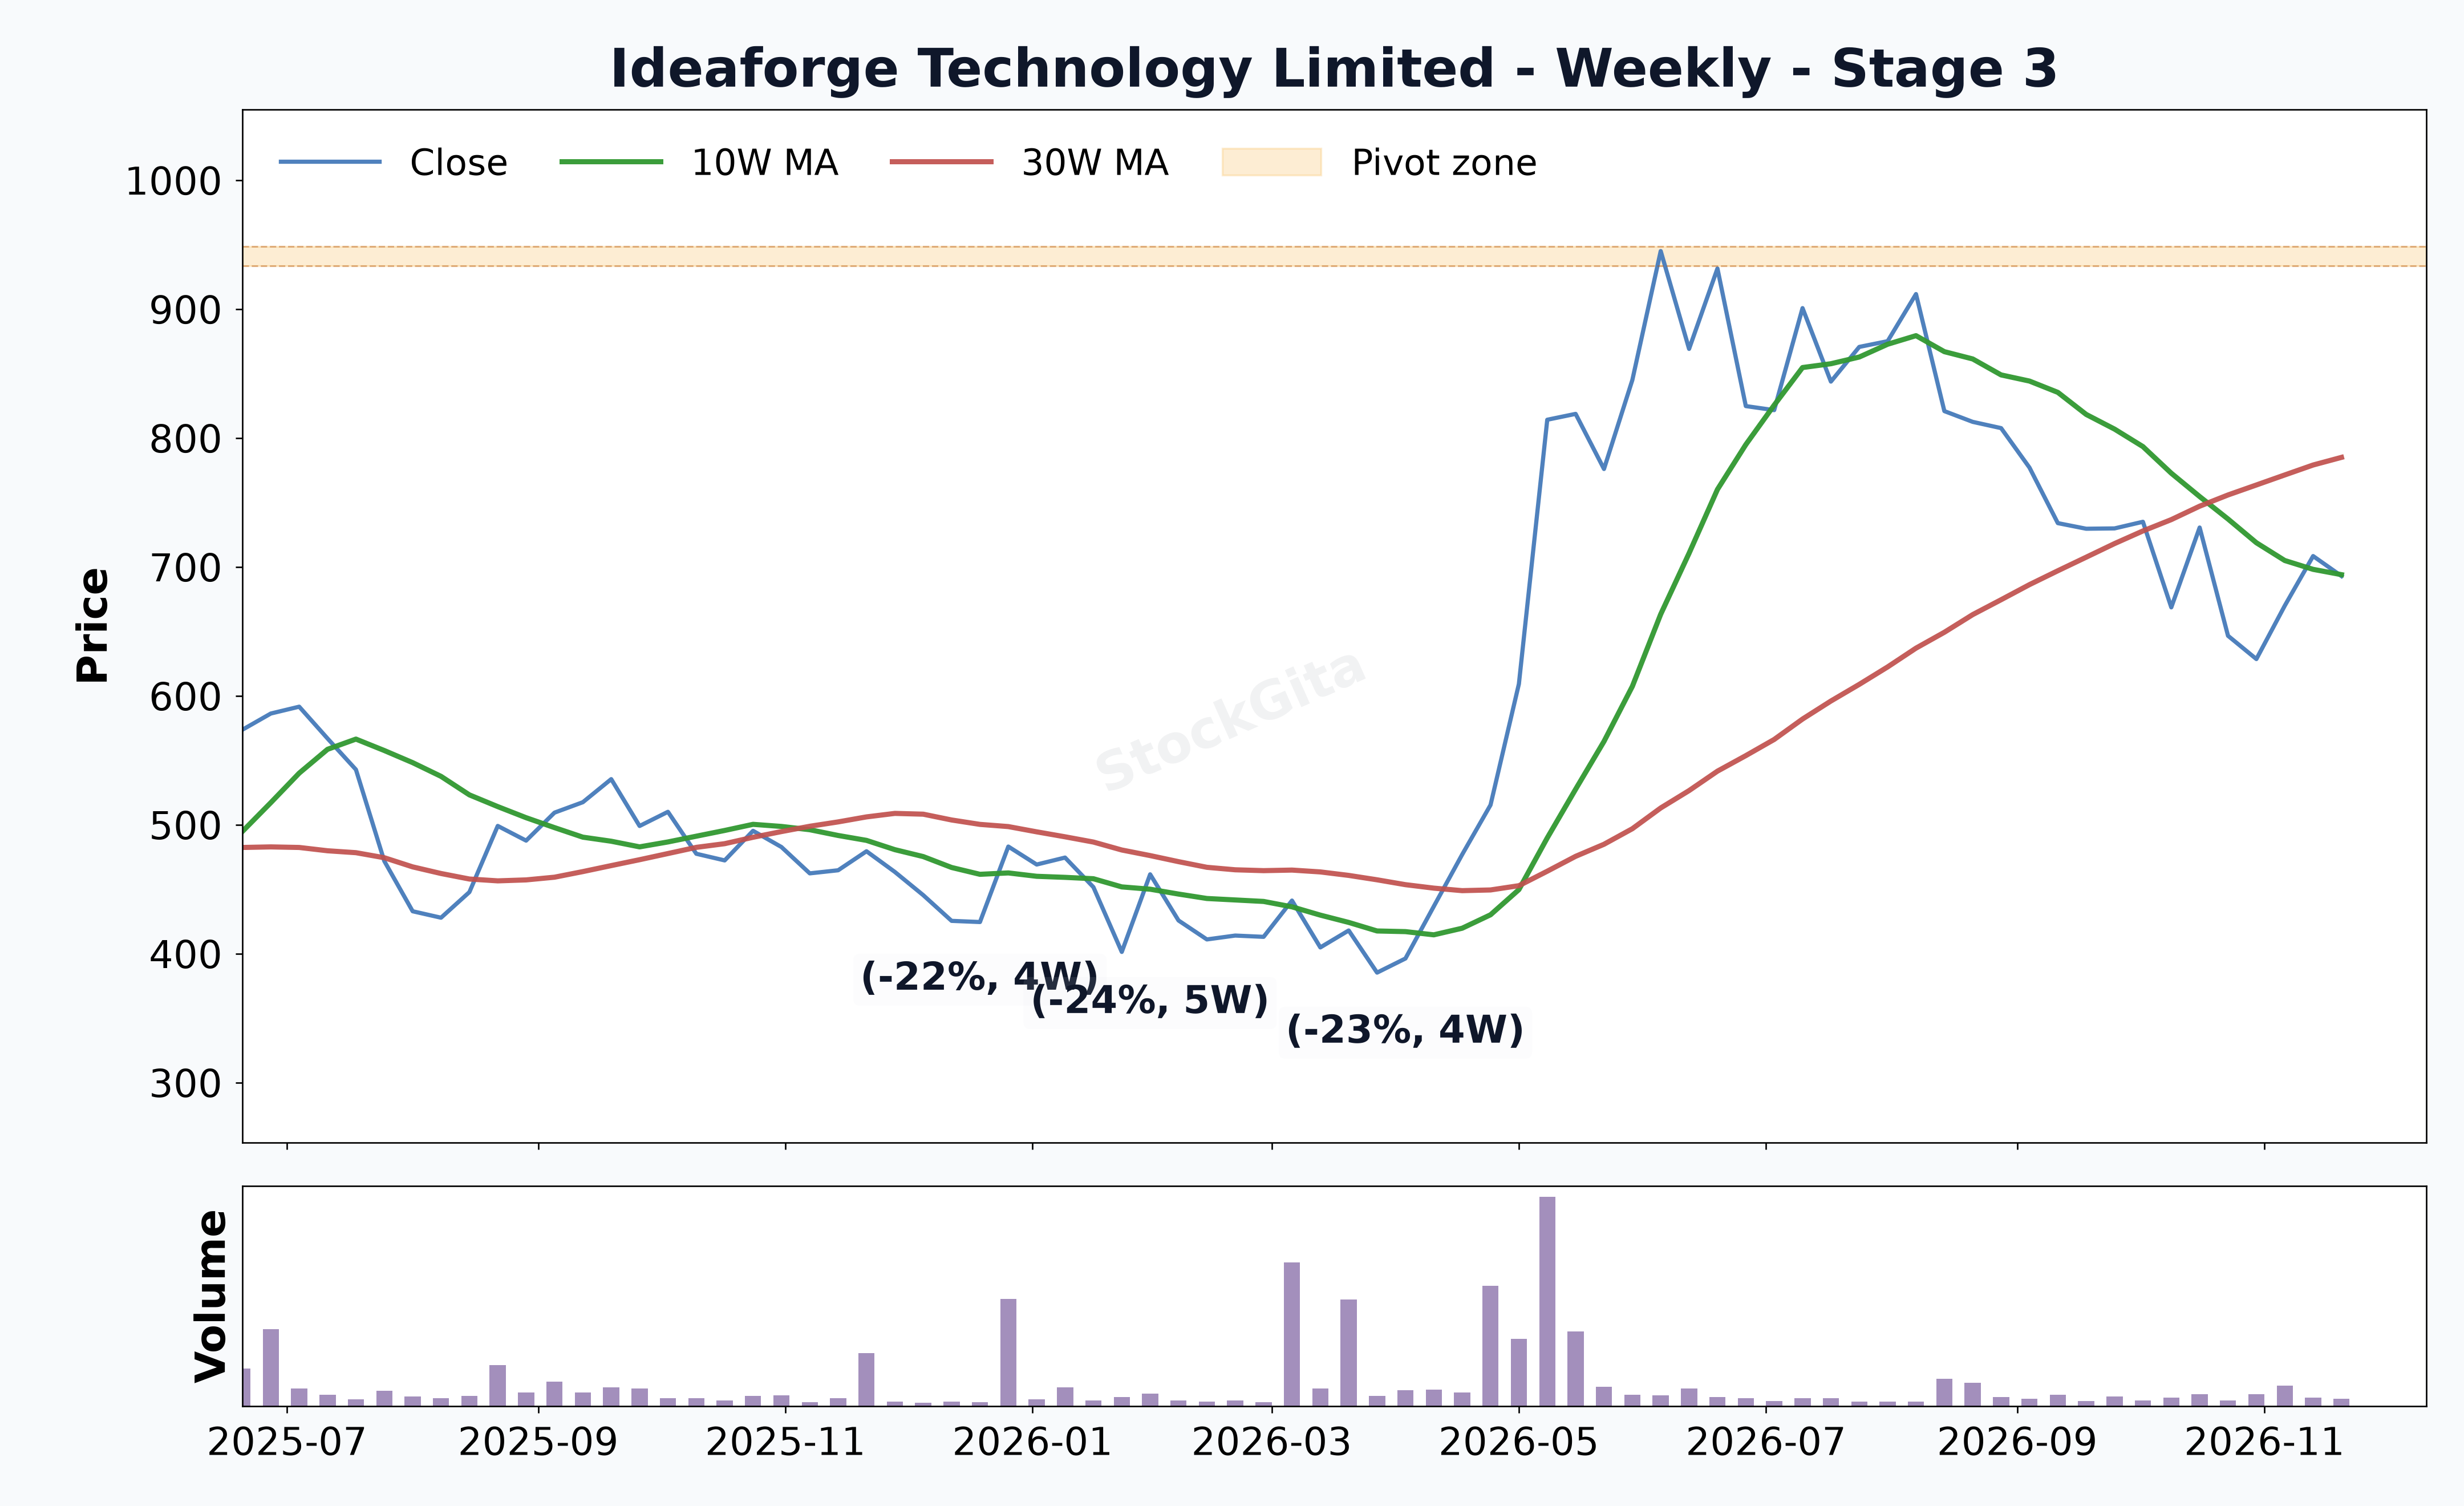 Ideaforge Technology Limited - Weekly - Stage 3
Close 10W MA 30W MA Pivot zone
1000
900
800
700
600
500
400
300
Price
StockGita
(-22%, 4W)
(-24%, 5W)
(-23%, 4W)
Volume
2025-07 2025-09 2025-11 2026-01 2026-03 2026-05 2026-07 2026-09 2026-11